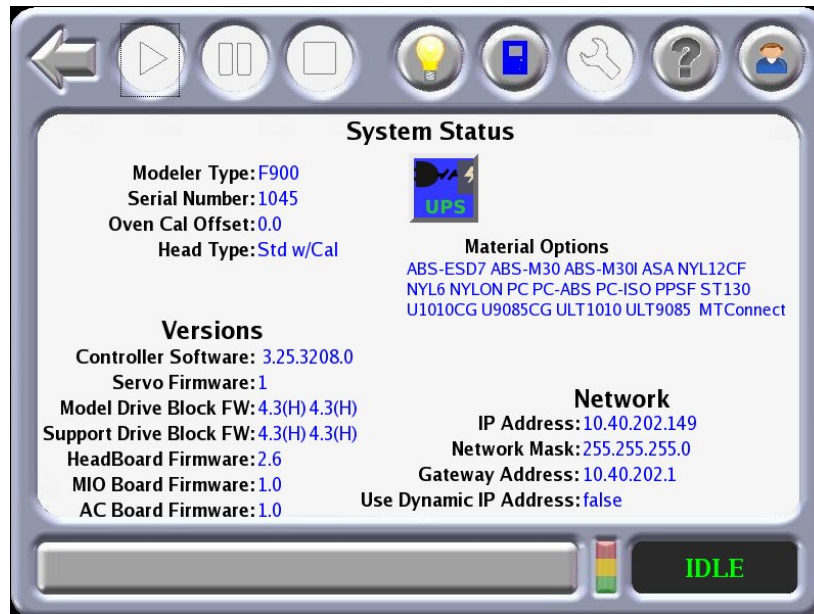 System Status
Modeler Type: F900
Serial Number: 1045
Oven Cal Offset: 0.0
Head Type: Std w/Cal
UPS
Material Options
ABS-ESD7 ABS-M30 ABS-M30I ASA NYL12CF
NYL6 NYLON PC PC-ABS PC-ISO PPSF ST130
U1010CG U9085CG ULT1010 ULT9085 MTConnect
Versions
Controller Software: 3.25.3208.0
Servo Firmware: 1
Model Drive Block FW: 4.3(H) 4.3(H)
Support Drive Block FW: 4.3(H) 4.3(H)
HeadBoard Firmware: 2.6
MIO Board Firmware: 1.0
AC Board Firmware: 1.0
Network
IP Address: 10.40.202.149
Network Mask: 255.255.255.0
Gateway Address: 10.40.202.1
Use Dynamic IP Address: false
IDLE